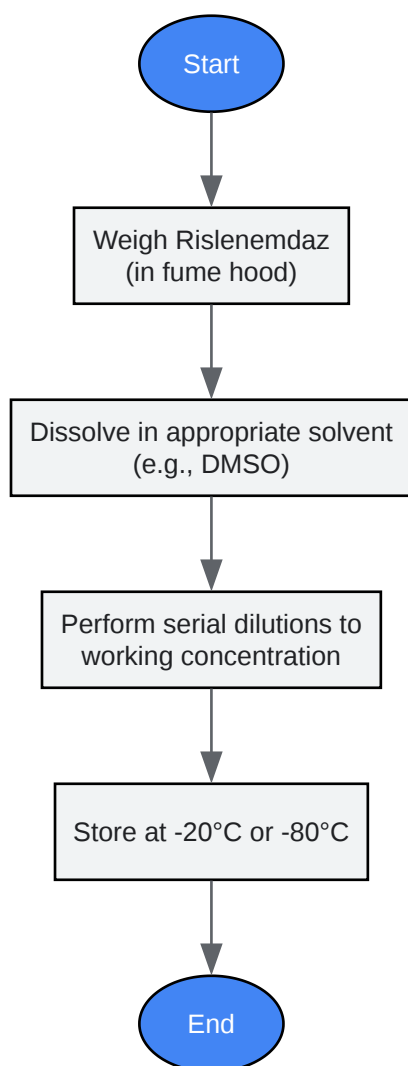 Start
Weigh Rislenemdaz
(in fume hood)
Dissolve in appropriate solvent
(e.g., DMSO)
Perform serial dilutions to
working concentration
Store at -20°C or -80°C
End